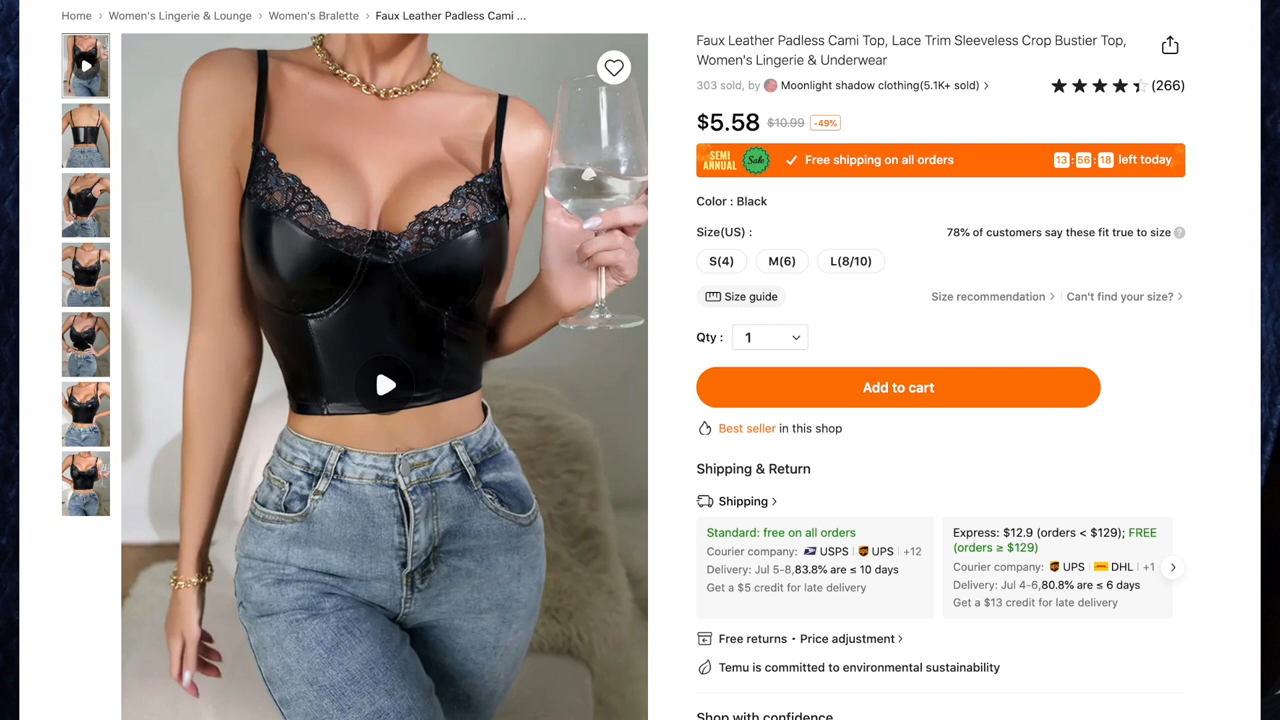 Home > Women's Lingerie & Lounge > Women's Bralette > Faux Leather Padless Cami ...
Faux Leather Padless Cami Top, Lace Trim Sleeveless Crop Bustier Top,
Women's Lingerie & Underwear
303 sold, by Moonlight shadow clothing(5.1K+ sold) >
(266)
$5.58 $10.99 -49%
SEMI
ANNUAL
Sale
Free shipping on all orders
13:56:18 left today
Color : Black
Size(US) :
78% of customers say these fit true to size ?
S(4) M(6) L(8/10)
Size guide
Size recommendation > | Can't find your size? >
Qty : 1
Add to cart
Best seller in this shop
Shipping & Return
Shipping >
Standard: free on all orders
Courier company: USPS | UPS | +12
Delivery: Jul 5-8,83.8% are ≤ 10 days
Get a $5 credit for late delivery
Express: $12.9 (orders < $129); FREE
(orders ≥ $129)
Courier company: UPS | DHL | +1
Delivery: Jul 4-6,80.8% are ≤ 6 days
Get a $13 credit for late delivery
Free returns · Price adjustment >
Temu is committed to environmental sustainability
Shop with confidence